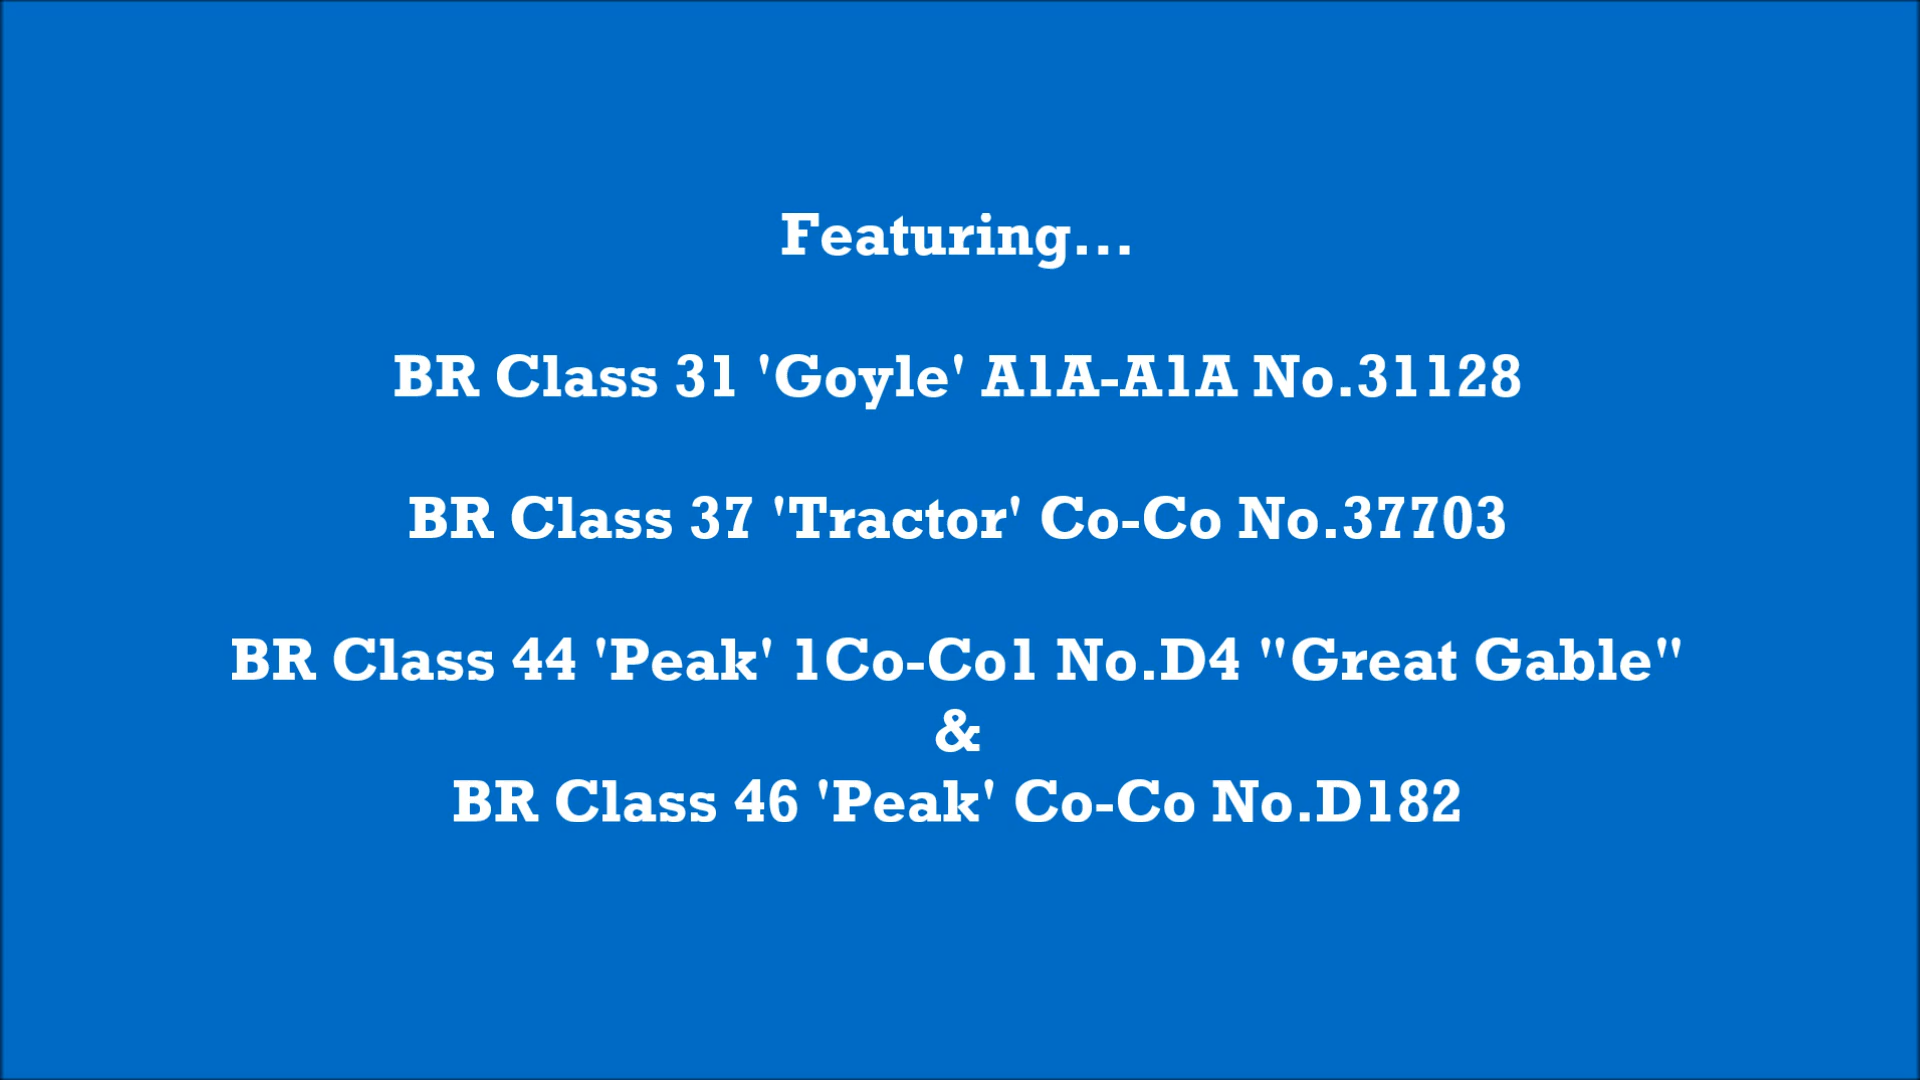 Featuring...
BR Class 31 'Goyle' A1A-A1A No.31128
BR Class 37 'Tractor' Co-Co No.37703
BR Class 44 'Peak' 1Co-Co1 No.D4 "Great Gable"
&
BR Class 46 'Peak' Co-Co No.D182